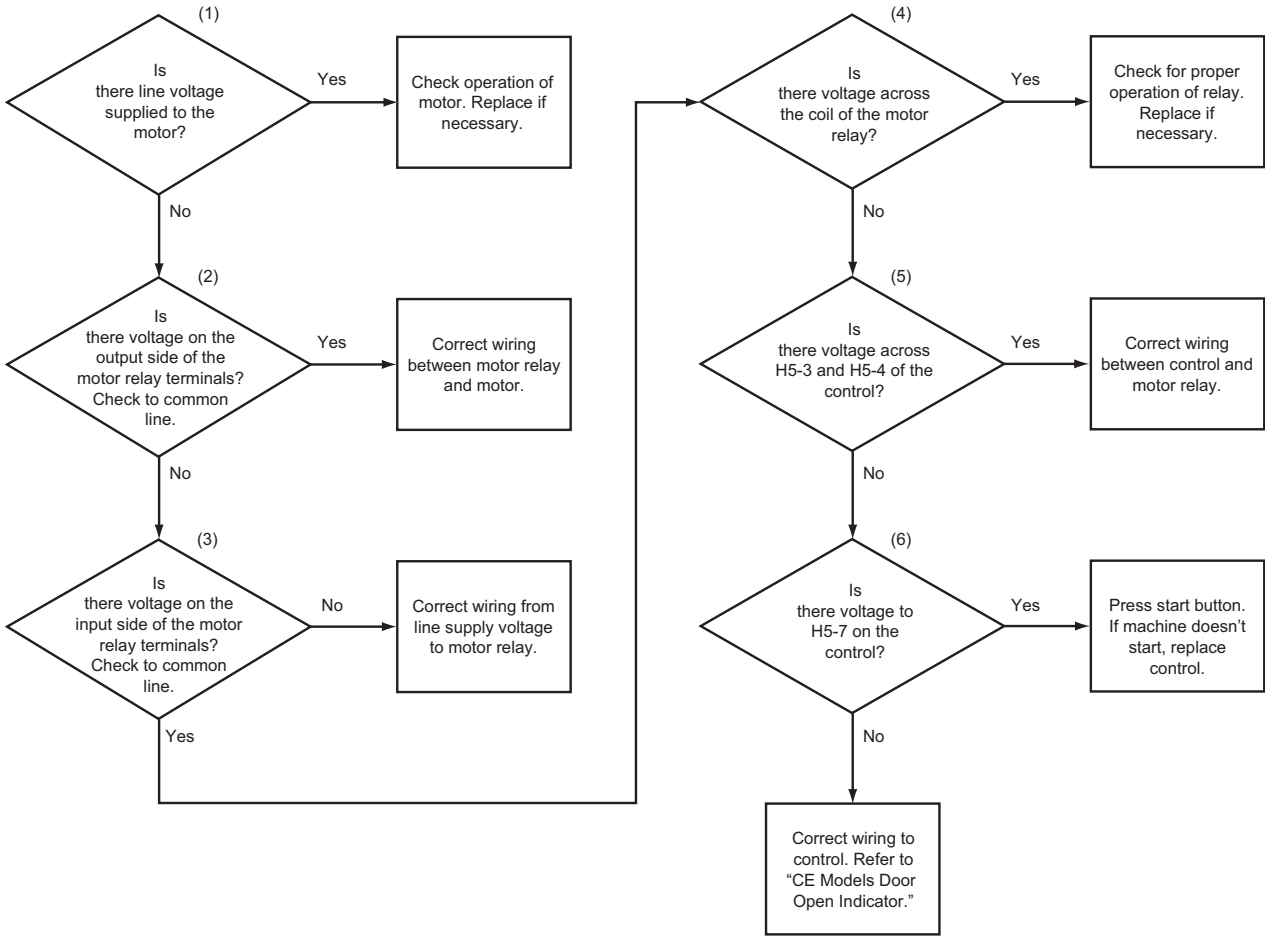 (1)
Is
there line voltage
supplied to the
motor?
Yes
Check operation of
motor. Replace if
necessary.
No
(2)
Is
there voltage on the
output side of the
motor relay terminals?
Check to common
line.
Yes
Correct wiring
between motor relay
and motor.
No
(3)
Is
there voltage on the
input side of the motor
relay terminals?
Check to common
line.
No
Correct wiring from
line supply voltage
to motor relay.
Yes
(4)
Is
there voltage across
the coil of the motor
relay?
Yes
Check for proper
operation of relay.
Replace if
necessary.
No
(5)
Is
there voltage across
H5-3 and H5-4 of the
control?
Yes
Correct wiring
between control and
motor relay.
No
(6)
Is
there voltage to
H5-7 on the
control?
Yes
Press start button.
If machine doesn’t
start, replace
control.
No
Correct wiring to
control. Refer to
“CE Models Door
Open Indicator.”